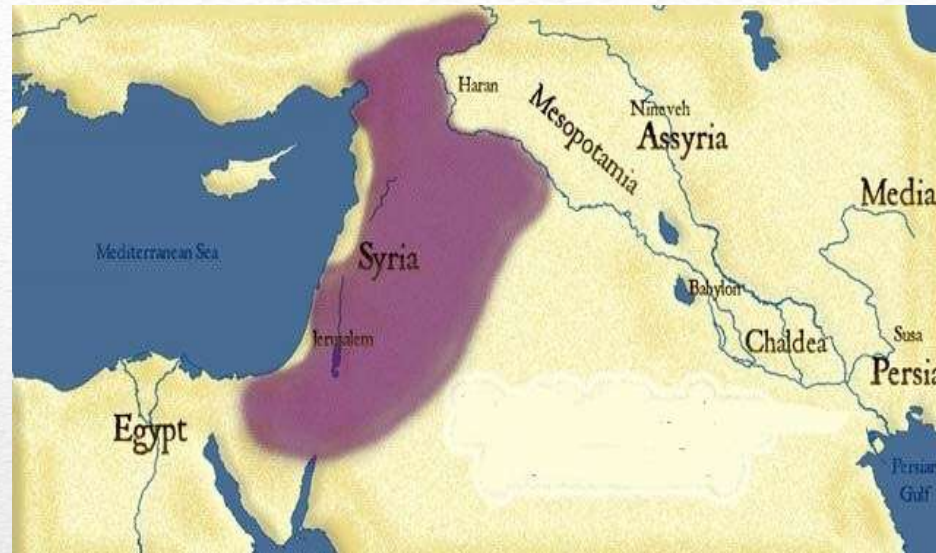 Haran
Mesopotamia
Nineveh
Assyria
Media
Mediterranean Sea
Syria
Babylon
Jerusalem
Chaldea
Susa
Persia
Egypt
Persian
Gulf